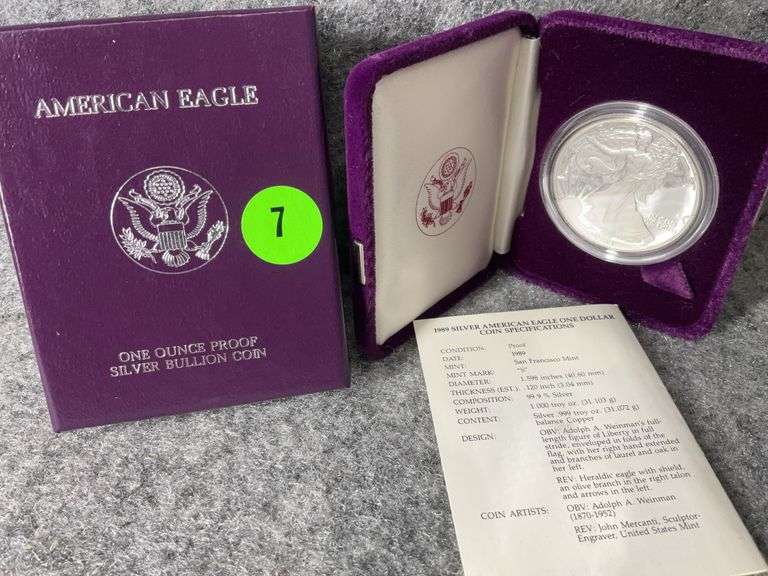 AMERICAN EAGLE
7
ONE OUNCE PROOF
SILVER BULLION COIN
1989 SILVER AMERICAN EAGLE ONE DOLLAR
COIN SPECIFICATIONS
CONDITION: Proof
DATE: 1989
MINT: San Francisco Mint
MINT MARK: "S"
DIAMETER: 1.598 inches (40.60 mm)
THICKNESS (EST.): .120 inch (3.04 mm)
COMPOSITION: 99.9 % Silver
WEIGHT: 1.000 troy oz. (31.103 g)
CONTENT: Silver .999 troy oz. (31.072 g)
balance Copper
DESIGN: OBV: Adolph A. Weinman's full-
length figure of Liberty in full
stride, enveloped in folds of the
flag, with her right hand extended
and branches of laurel and oak in
her left.
REV: Heraldic eagle with shield,
an olive branch in the right talon
and arrows in the left.
COIN ARTISTS: OBV: Adolph A. Weinman
(1870-1952)
REV: John Mercanti, Sculptor-
Engraver, United States Mint